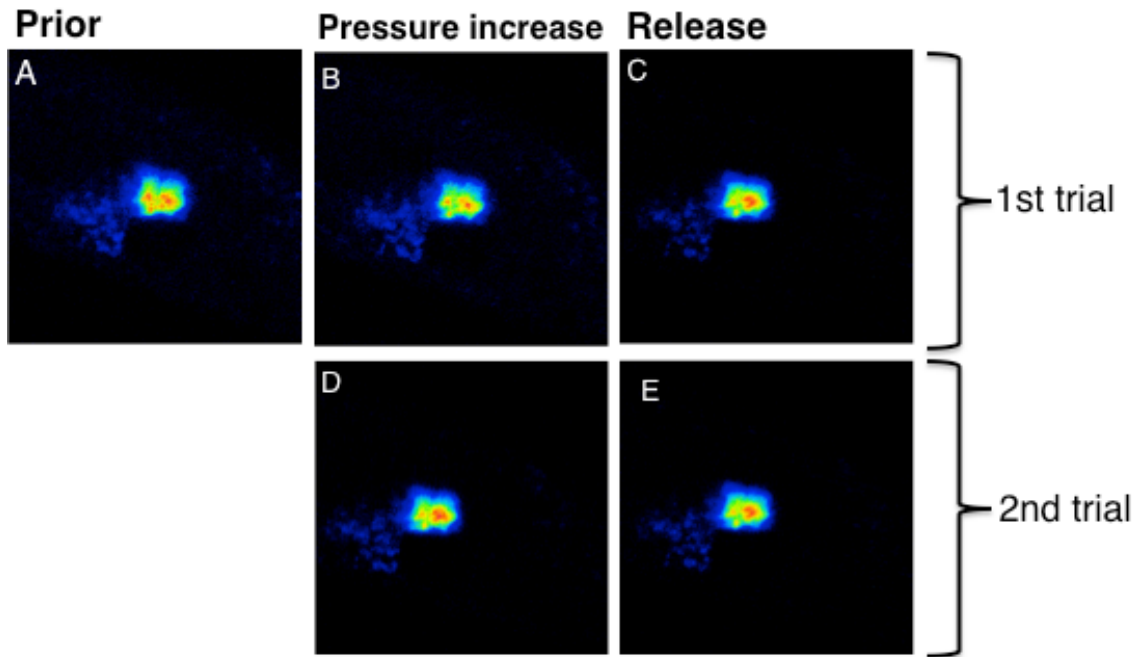 Prior
Pressure increase
Release
A
B
C
1st trial
D
E
2nd trial